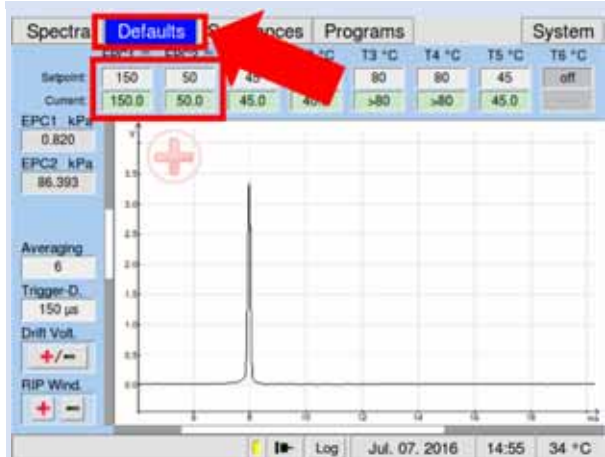 Spectra Defaults Programs System
T3 °C T4 °C T5 °C T6 °C
Setpoint: 150 50 45 80 80 45 off
Current: 150.0 50.0 45.0 >80 >80 45.0
EPC1 kPa
0.820
EPC2 kPa
86.393
Averaging
6
Trigger-D.
150 µs
Drift Volt.
+/-
RIP Wind.
+ -
Log Jul. 07. 2016 14:55 34 °C